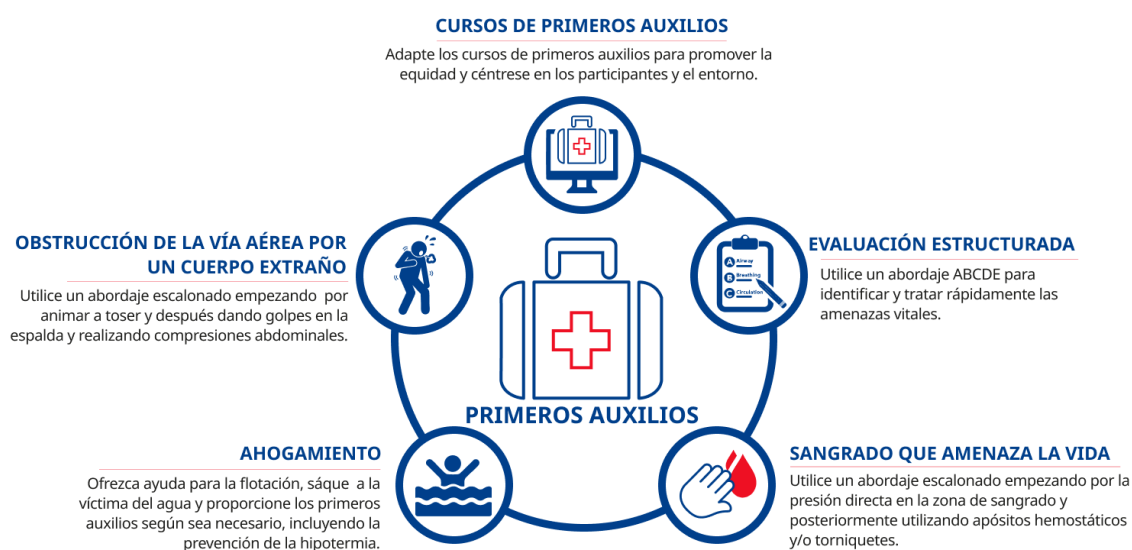 CURSOS DE PRIMEROS AUXILIOS
Adapte los cursos de primeros auxilios para promover la
equidad y céntrese en los participantes y el entorno.
OBSTRUCCIÓN DE LA VÍA AÉREA POR
UN CUERPO EXTRAÑO
Utilice un abordaje escalonado empezando por
animar a toser y después dando golpes en la
espalda y realizando compresiones abdominales.
A Airway
B Breathing
C Circulation
EVALUACIÓN ESTRUCTURADA
Utilice un abordaje ABCDE para
identificar y tratar rápidamente las
amenazas vitales.
PRIMEROS AUXILIOS
AHOGAMIENTO
Ofrezca ayuda para la flotación, sáque a la
víctima del agua y proporcione los primeros
auxilios según sea necesario, incluyendo la
prevención de la hipotermia.
SANGRADO QUE AMENAZA LA VIDA
Utilice un abordaje escalonado empezando por la
presión directa en la zona de sangrado y
posteriormente utilizando apósitos hemostáticos
y/o torniquetes.